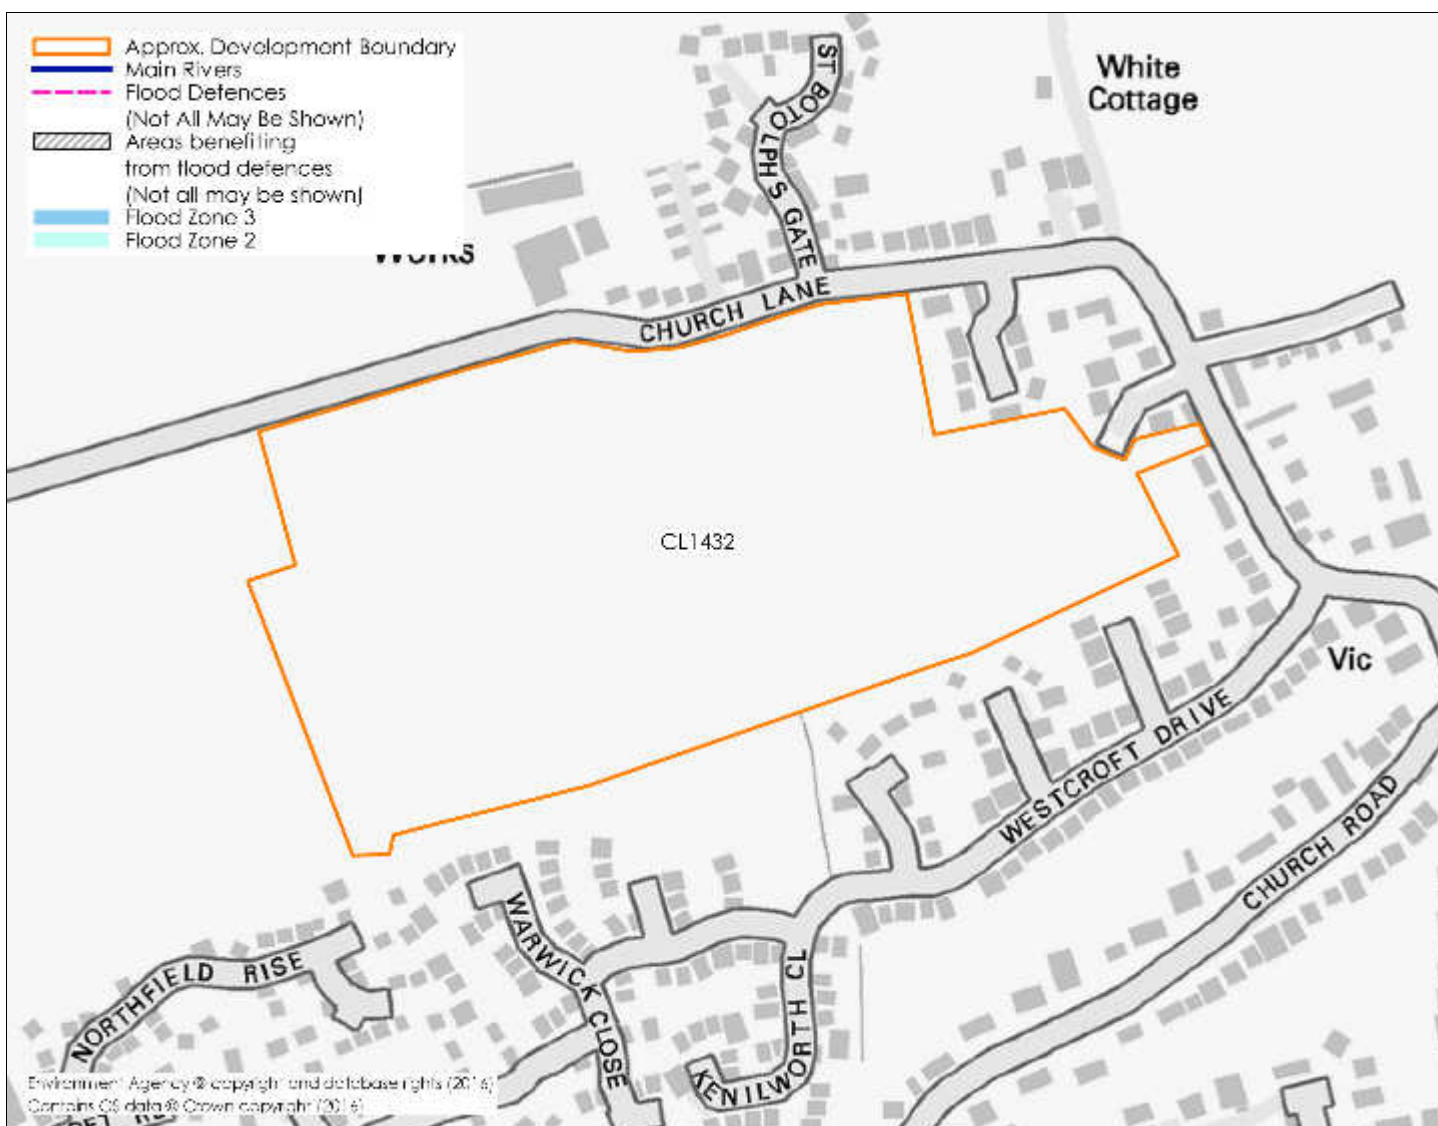 Approx. Development Boundary
Main Rivers
Flood Defences
(Not All May Be Shown)
Areas benefiting
from flood defences
(Not all may be shown)
Flood Zone 3
Flood Zone 2
Works
ST BOTOLPHS GATE
White
Cottage
CHURCH LANE
CL1432
Vic
WESTCROFT DRIVE
CHURCH ROAD
WARWICK CLOSE
NORTHFIELD RISE
KENILWORTH CL
Environment Agency © copyright and database rights (2016)
Contains OS data © Crown copyright (2016)